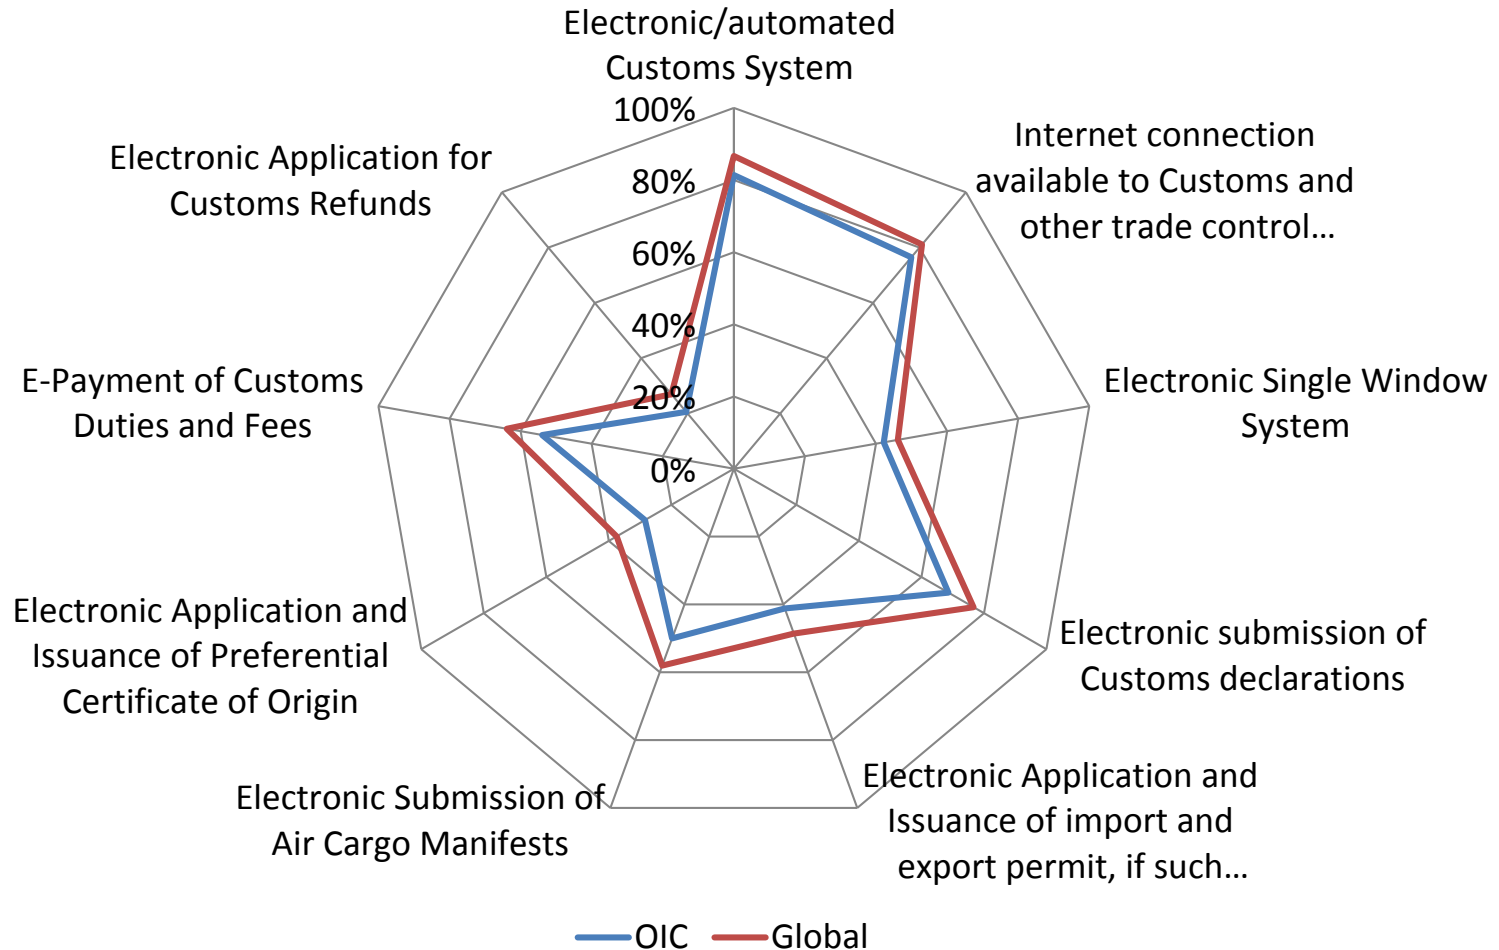 Electronic/automated
Customs System
100%
80%
60%
40%
20%
0%
Internet connection
available to Customs and
other trade control…
Electronic Single Window
System
Electronic submission of
Customs declarations
Electronic Application and
Issuance of import and
export permit, if such…
Electronic Submission of
Air Cargo Manifests
Electronic Application and
Issuance of Preferential
Certificate of Origin
E-Payment of Customs
Duties and Fees
Electronic Application for
Customs Refunds
OIC
Global